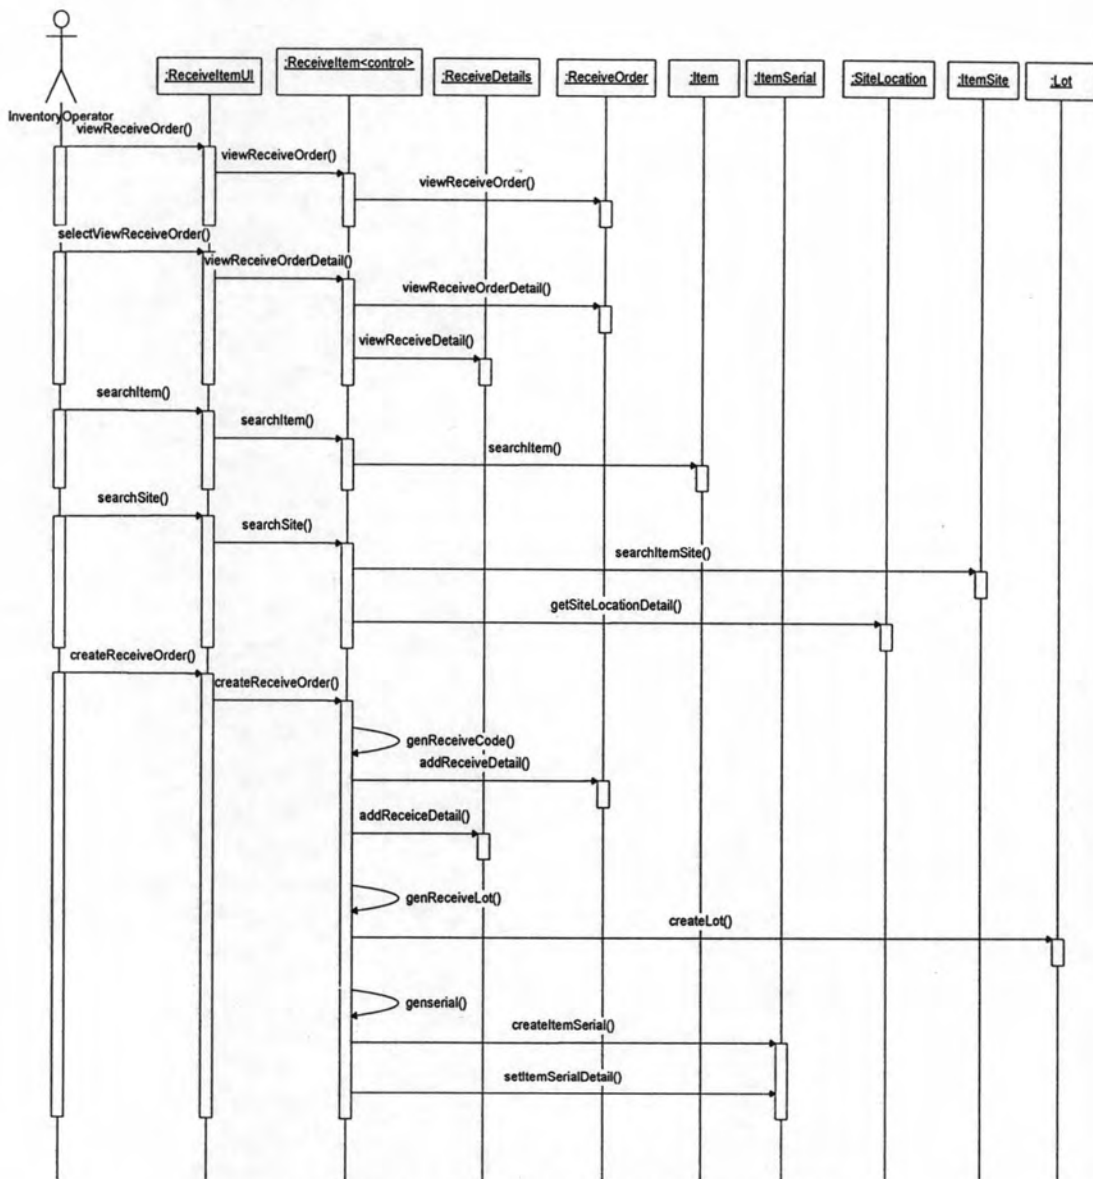 :ReceiveItemUI
:ReceiveItem<control>
:ReceiveDetails
:ReceiveOrder
:Item
:ItemSerial
:SiteLocation
:ItemSite
:Lot
InventoryOperator
viewReceiveOrder()
viewReceiveOrder()
viewReceiveOrder()
selectViewReceiveOrder()
viewReceiveOrderDetail()
viewReceiveOrderDetail()
viewReceiveDetail()
searchItem()
searchItem()
searchItem()
searchSite()
searchSite()
searchItemSite()
getSiteLocationDetail()
createReceiveOrder()
createReceiveOrder()
genReceiveCode()
addReceiveDetail()
addReceiceDetail()
genReceiveLot()
createLot()
genserial()
createItemSerial()
setItemSerialDetail()